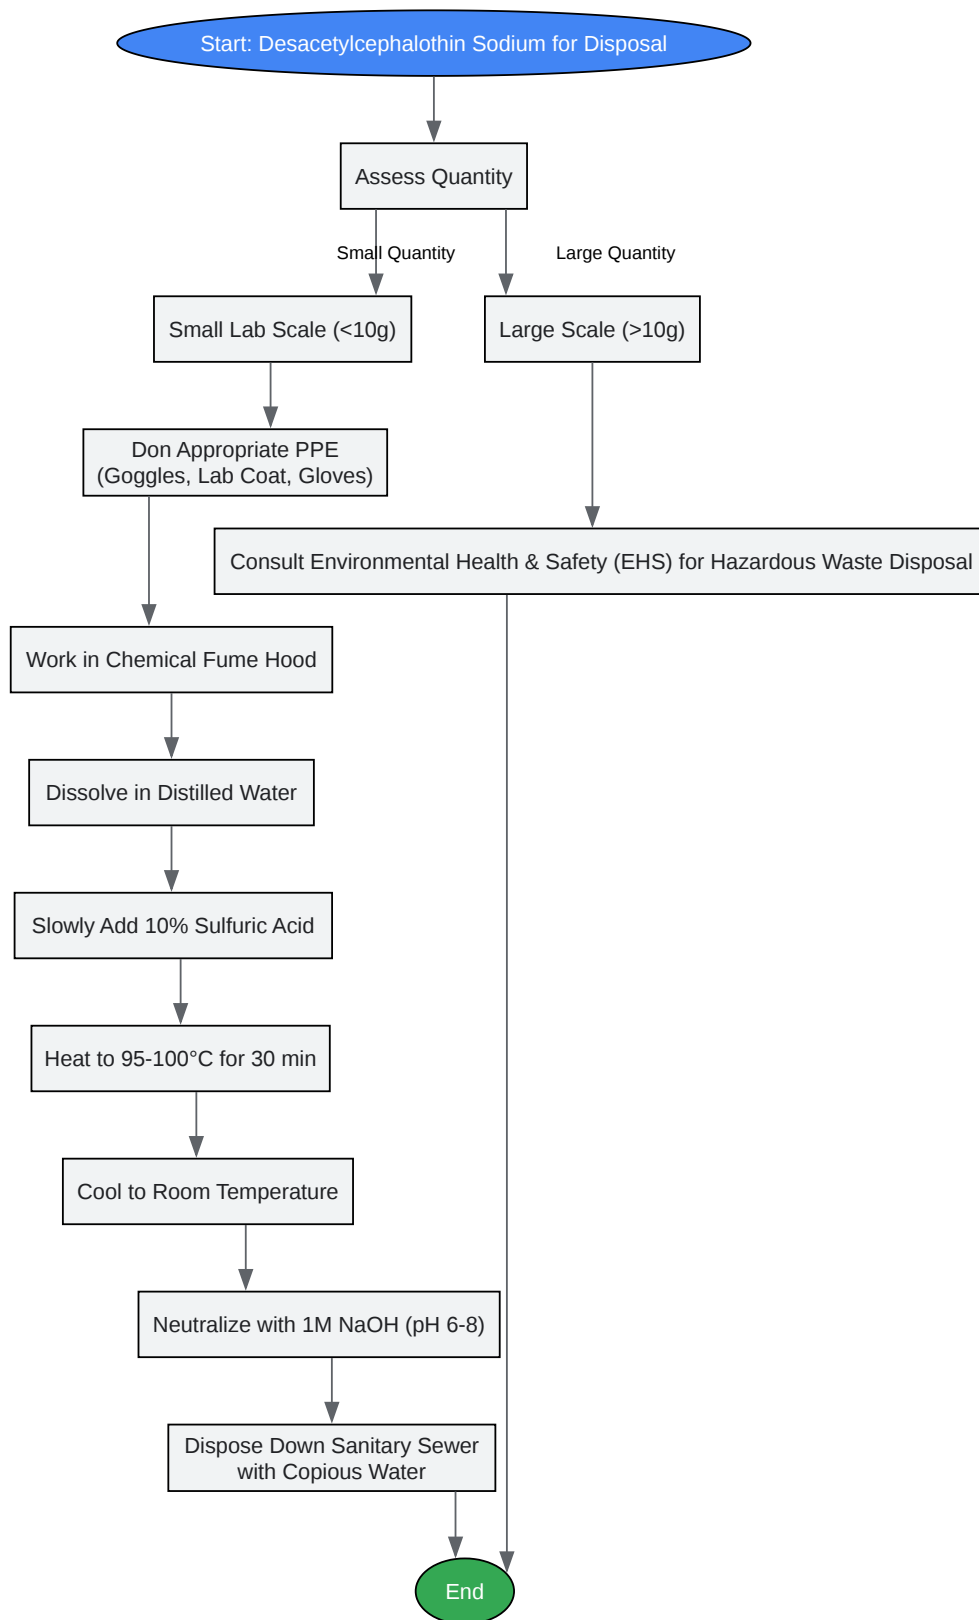 Start: Desacetylcephalothin Sodium for Disposal
Assess Quantity
Small Quantity
Large Quantity
Small Lab Scale (<10g)
Large Scale (>10g)
Don Appropriate PPE
(Goggles, Lab Coat, Gloves)
Consult Environmental Health & Safety (EHS) for Hazardous Waste Disposal
Work in Chemical Fume Hood
Dissolve in Distilled Water
Slowly Add 10% Sulfuric Acid
Heat to 95-100°C for 30 min
Cool to Room Temperature
Neutralize with 1M NaOH (pH 6-8)
Dispose Down Sanitary Sewer
with Copious Water
End